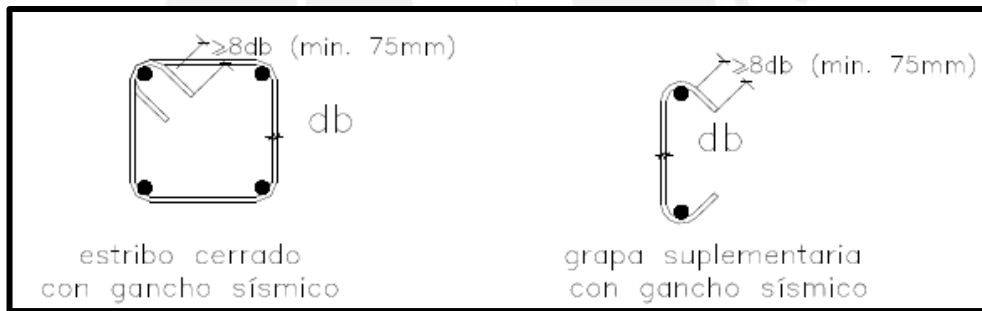 ≥8db (min. 75mm)
db
estribo cerrado
con gancho sísmico
≥8db (min. 75mm)
db
grapa suplementaria
con gancho sísmico